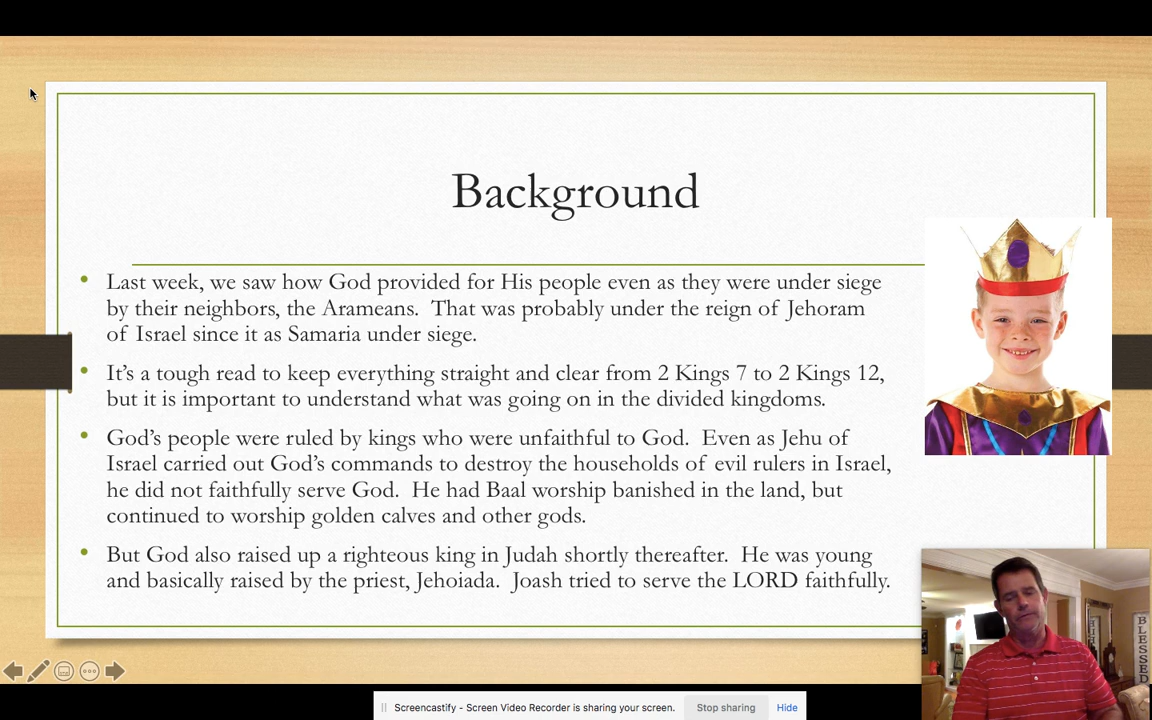 Background
• Last week, we saw how God provided for His people even as they were under siege
by their neighbors, the Arameans.  That was probably under the reign of Jehoram
of Israel since it as Samaria under siege.
• It’s a tough read to keep everything straight and clear from 2 Kings 7 to 2 Kings 12,
but it is important to understand what was going on in the divided kingdoms.
• God’s people were ruled by kings who were unfaithful to God.  Even as Jehu of
Israel carried out God’s commands to destroy the households of evil rulers in Israel,
he did not faithfully serve God.  He had Baal worship banished in the land, but
continued to worship golden calves and other gods.
• But God also raised up a righteous king in Judah shortly thereafter.  He was young
and basically raised by the priest, Jehoiada.  Joash tried to serve the LORD faithfully.
BLESSED
Screencastify - Screen Video Recorder is sharing your screen.
Stop sharing
Hide